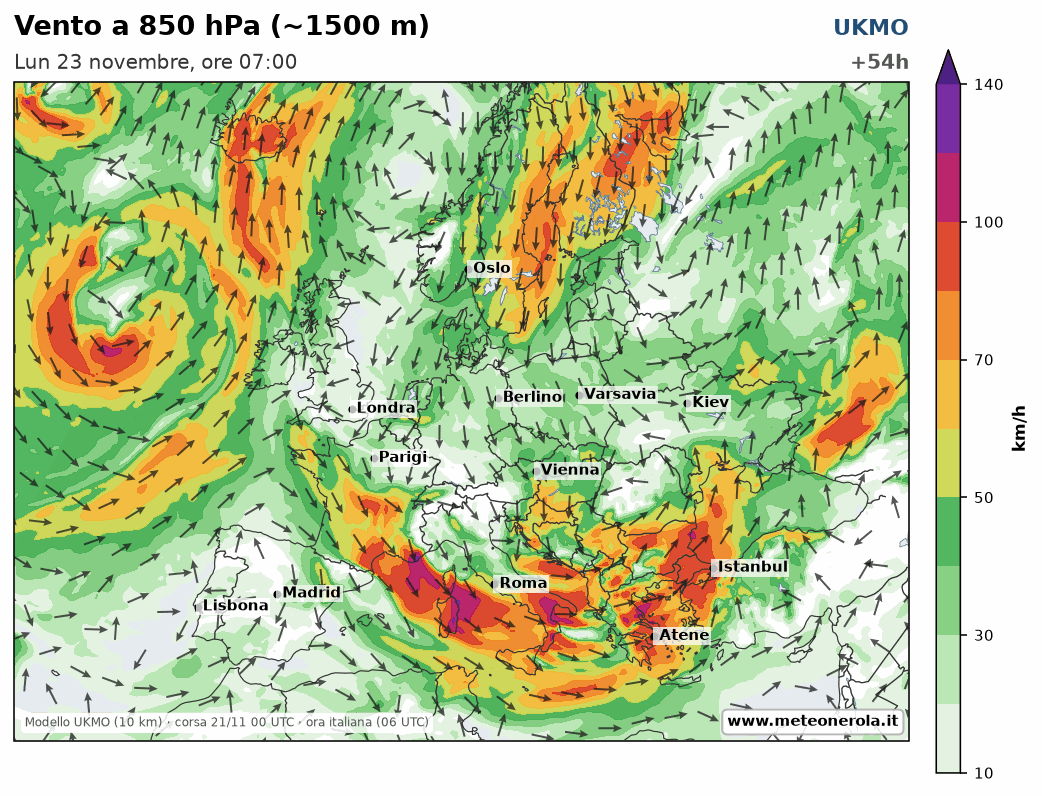 Vento a 850 hPa (~1500 m)
UKMO
Lun 23 novembre, ore 07:00
+54h
140
100
70
50
30
10
km/h
Oslo
Londra
Berlino
Varsavia
Kiev
Parigi
Vienna
Istanbul
Roma
Madrid
Lisbona
Atene
Modello UKMO (10 km) · corsa 21/11 00 UTC · ora italiana (06 UTC)
www.meteonerola.it